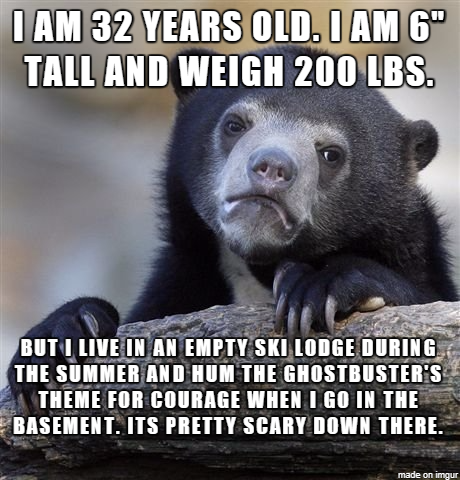 I AM 32 YEARS OLD. I AM 6"
TALL AND WEIGH 200 LBS.
BUT I LIVE IN AN EMPTY SKI LODGE DURING
THE SUMMER AND HUM THE GHOSTBUSTER'S
THEME FOR COURAGE WHEN I GO IN THE
BASEMENT. ITS PRETTY SCARY DOWN THERE.
made on imgur